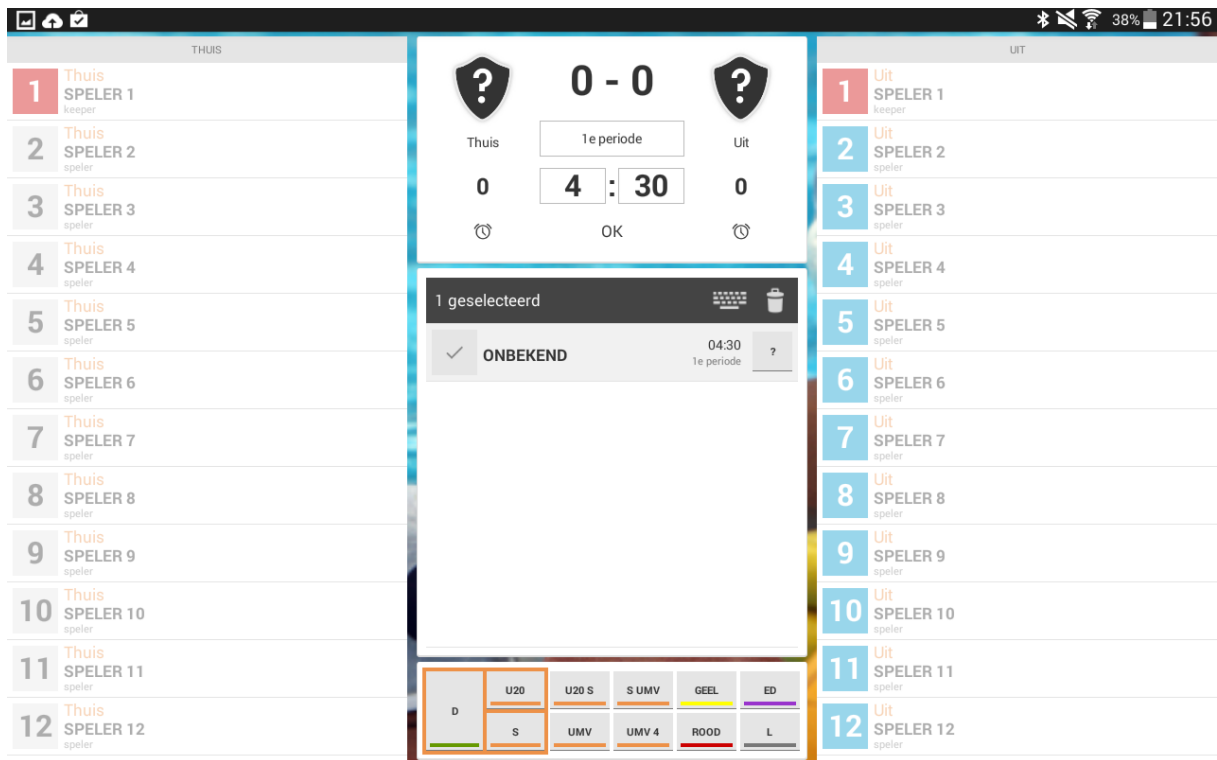 38% 21:56
THUIS
1 Thuis
SPELER 1
keeper
2 Thuis
SPELER 2
speler
3 Thuis
SPELER 3
speler
4 Thuis
SPELER 4
speler
5 Thuis
SPELER 5
speler
6 Thuis
SPELER 6
speler
7 Thuis
SPELER 7
speler
8 Thuis
SPELER 8
speler
9 Thuis
SPELER 9
speler
10 Thuis
SPELER 10
speler
11 Thuis
SPELER 11
speler
12 Thuis
SPELER 12
speler
? 0 - 0 ?
Thuis 1e periode Uit
0 4 : 30 0
OK
1 geselecteerd
ONBEKEND 04:30 ?
1e periode
D U20 U20 S S UMV GEEL ED
S UMV UMV 4 ROOD L
UIT
1 Uit
SPELER 1
keeper
2 Uit
SPELER 2
speler
3 Uit
SPELER 3
speler
4 Uit
SPELER 4
speler
5 Uit
SPELER 5
speler
6 Uit
SPELER 6
speler
7 Uit
SPELER 7
speler
8 Uit
SPELER 8
speler
9 Uit
SPELER 9
speler
10 Uit
SPELER 10
speler
11 Uit
SPELER 11
speler
12 Uit
SPELER 12
speler